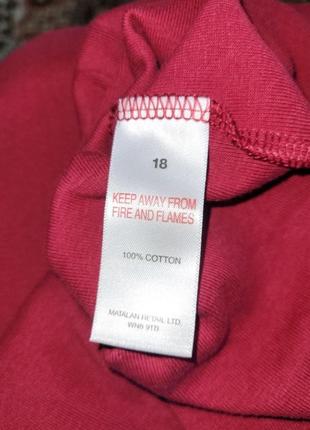 18
KEEP AWAY FROM
FIRE AND FLAMES
100% COTTON
MATALAN RETAIL LTD.
WN8 9TB